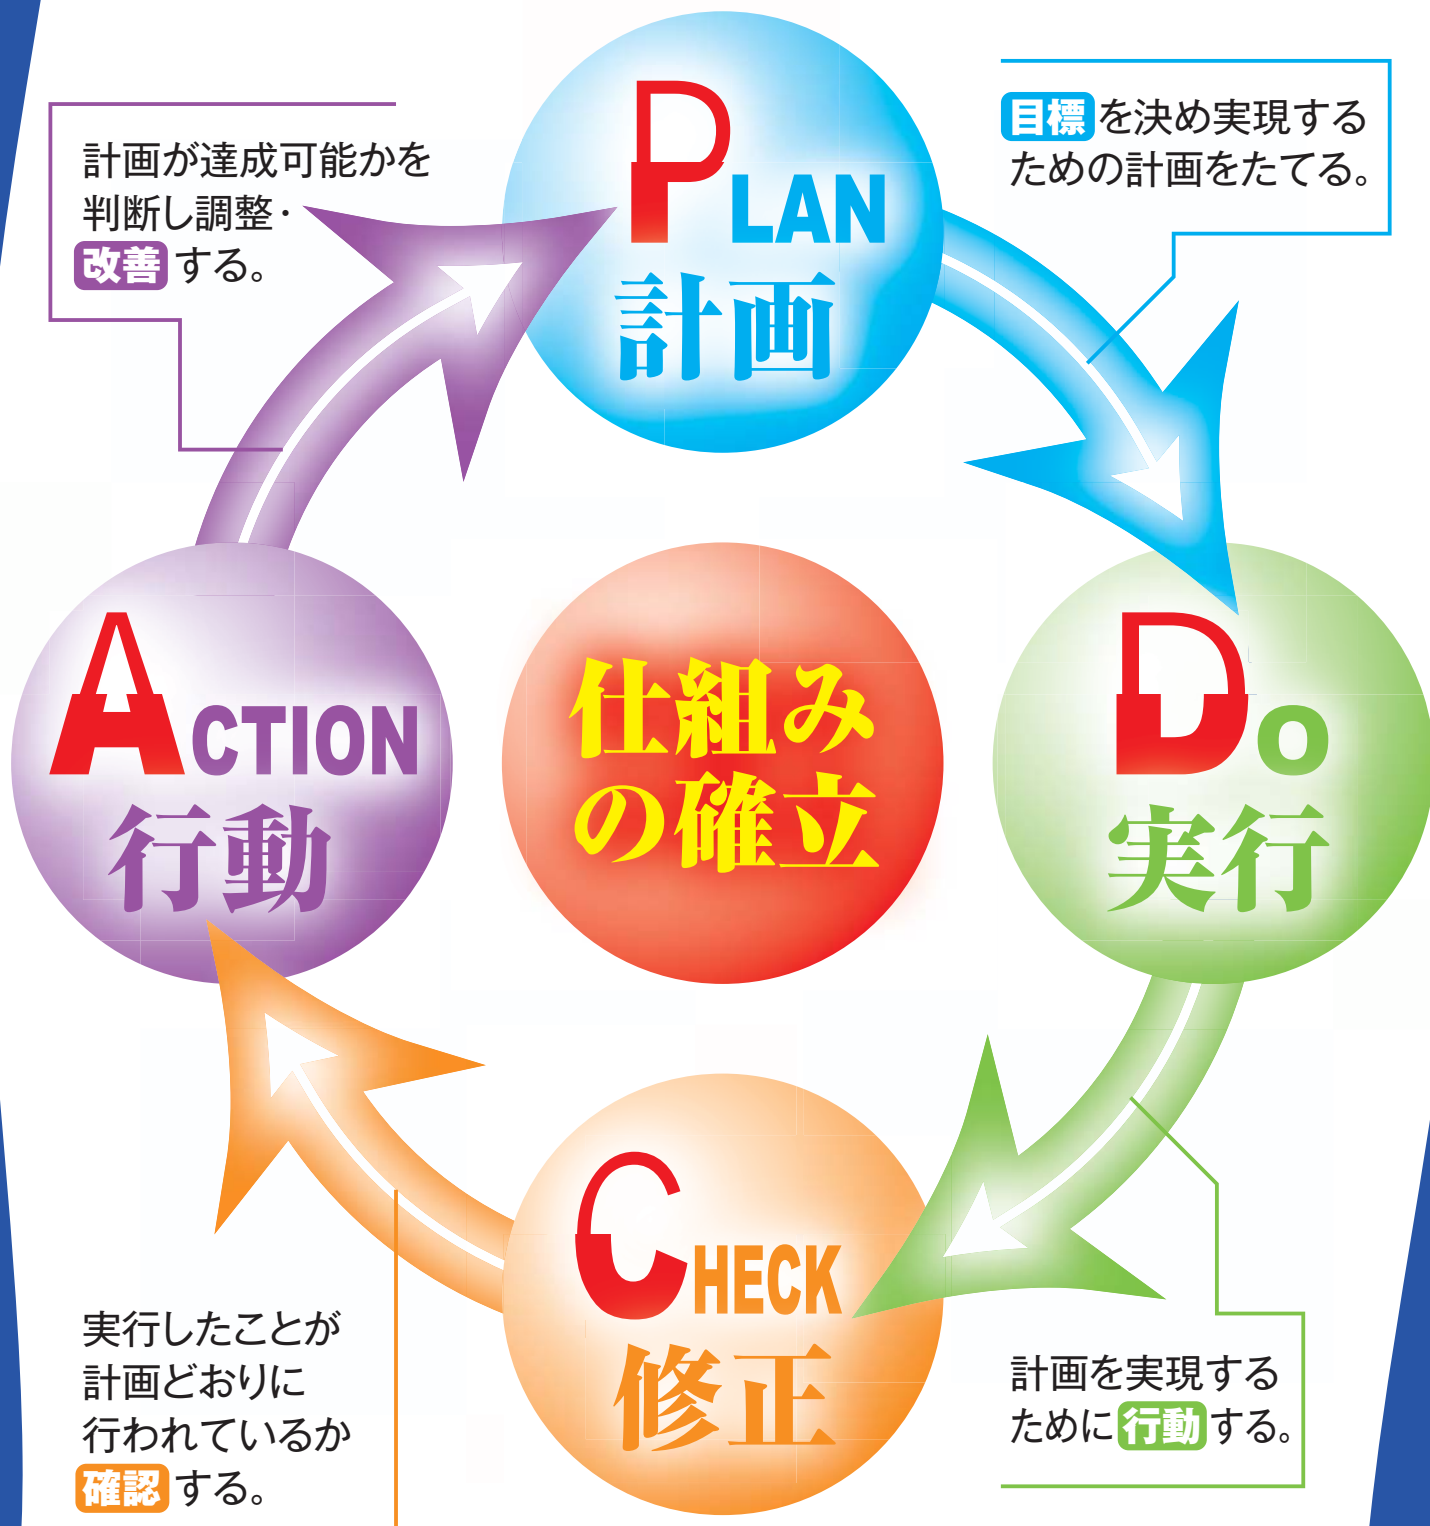 PLAN
計画
目標を決め実現する
ための計画をたてる。
DO
実行
計画を実現する
ために行動する。
CHECK
修正
実行したことが
計画どおりに
行われているか
確認する。
ACTION
行動
計画が達成可能かを
判断し調整・
改善する。
仕組み
の確立